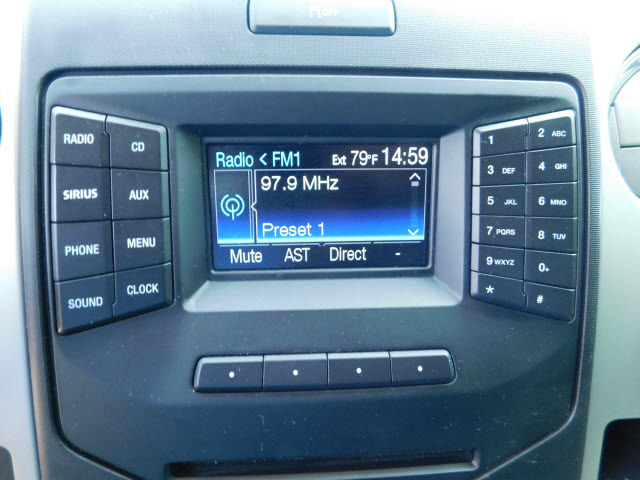 OFF
RADIO
CD
SIRIUS
AUX
PHONE
MENU
SOUND
CLOCK
Radio < FM1 Ext 79°F 14:59
97.9 MHz
Preset 1
Mute AST Direct -
1
2 ABC
3 DEF
4 GHI
5 JKL
6 MNO
7 PQRS
8 TUV
9 WXYZ
0+
*
#